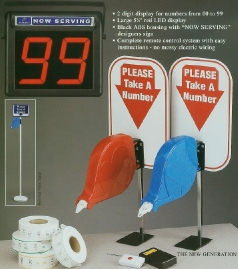 • 2 digit display for numbers from 00 to 99
• Large 5½" red LED display
• Black ABS housing with "NOW SERVING"
designer sign
• Complete remote control system with easy
instructions - no messy electric wiring
NOW SERVING
99
PLEASE
Take A
Number
PLEASE
Take A
Number
THE NEW GENERATION